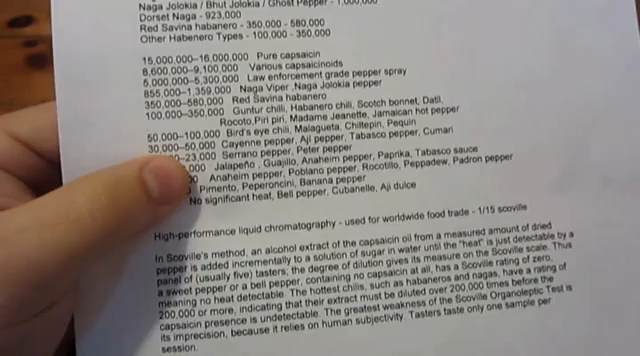 Naga Jolokia / Bhut Jolokia / Ghost Pepper - 1,000,000
Dorset Naga - 923,000
Red Savina habanero - 350,000 - 580,000
Other Habenero Types - 100,000 - 350,000
15,000,000–16,000,000 Pure capsaicin
8,600,000–9,100,000 Various capsaicinoids
5,000,000–5,300,000 Law enforcement grade pepper spray
855,000–1,359,000 Naga Viper ,Naga Jolokia pepper
350,000–580,000 Red Savina habanero
100,000–350,000 Guntur chilli, Habanero chili, Scotch bonnet, Datil,
Rocoto,Piri piri, Madame Jeanette, Jamaican hot pepper
50,000–100,000 Bird's eye chili, Malagueta, Chiltepin, Pequin
30,000–50,000 Cayenne pepper, Ají pepper, Tabasco pepper, Cumari
–23,000 Serrano pepper, Peter pepper
,000 Jalapeño , Guajillo, Anaheim pepper, Paprika, Tabasco sauce
0 Anaheim pepper, Poblano pepper, Rocotillo, Peppadew, Padron pepper
Pimento, Peperoncini, Banana pepper
No significant heat, Bell pepper, Cubanelle, Aji dulce
High-performance liquid chromatography - used for worldwide food trade - 1/15 scoville
In Scoville's method, an alcohol extract of the capsaicin oil from a measured amount of dried
pepper is added incrementally to a solution of sugar in water until the "heat" is just detectable by a
panel of (usually five) tasters; the degree of dilution gives its measure on the Scoville scale. Thus
a sweet pepper or a bell pepper, containing no capsaicin at all, has a Scoville rating of zero,
meaning no heat detectable. The hottest chilis, such as habaneros and nagas, have a rating of
200,000 or more, indicating that their extract must be diluted over 200,000 times before the
capsaicin presence is undetectable. The greatest weakness of the Scoville Organoleptic Test is
its imprecision, because it relies on human subjectivity. Tasters taste only one sample per
session.